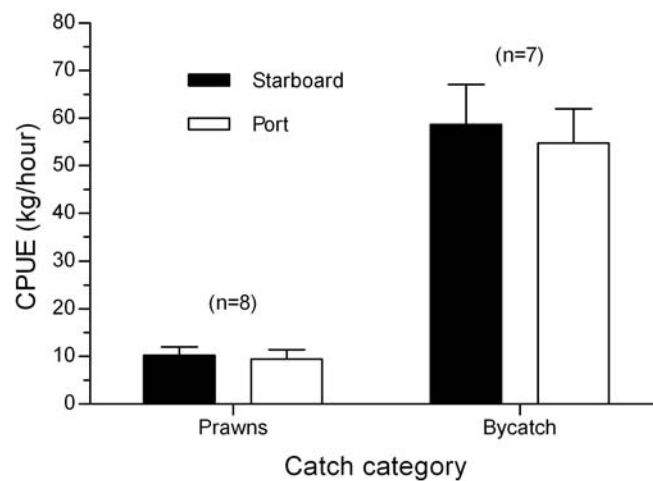 80
70
60
50
40
30
20
10
0
CPUE (kg/hour)
Starboard
Port
(n=7)
(n=8)
Prawns
Bycatch
Catch category